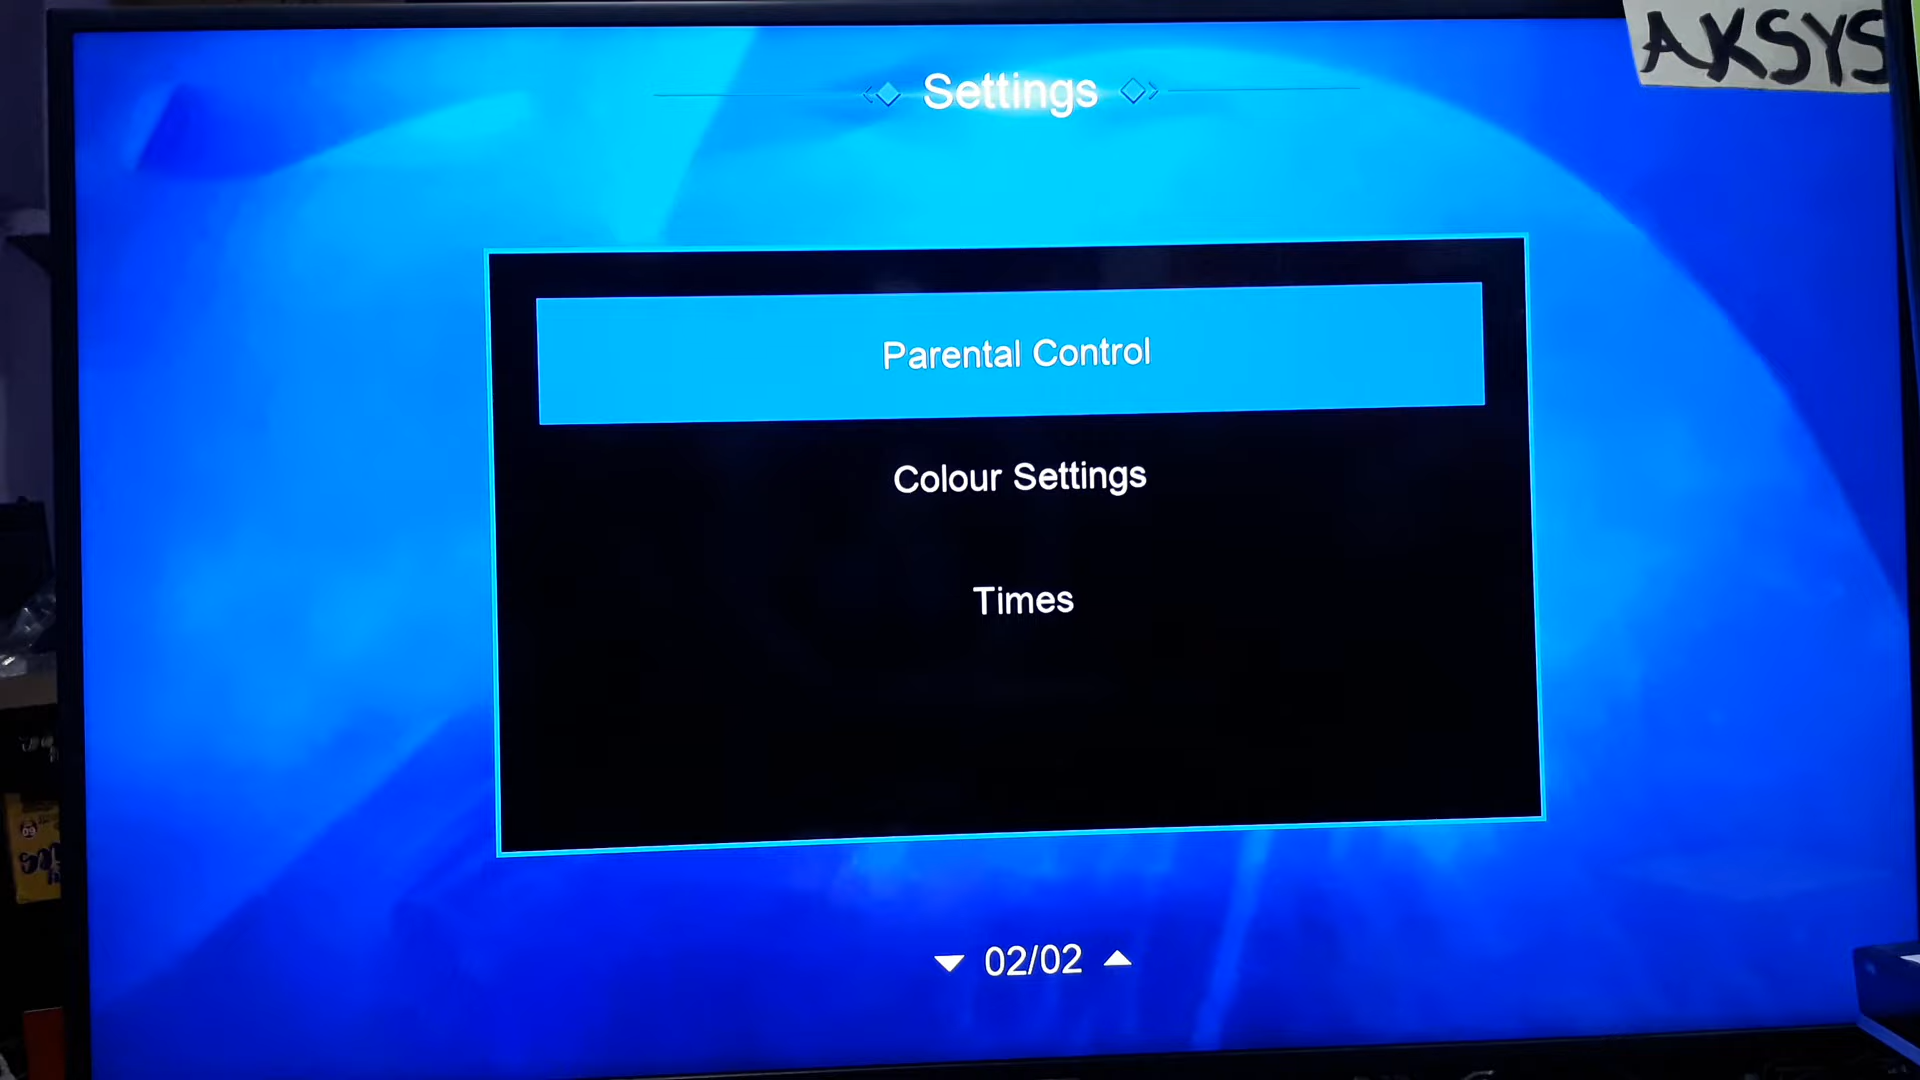 AKSYS
Settings
Parental Control
Colour Settings
Times
02/02